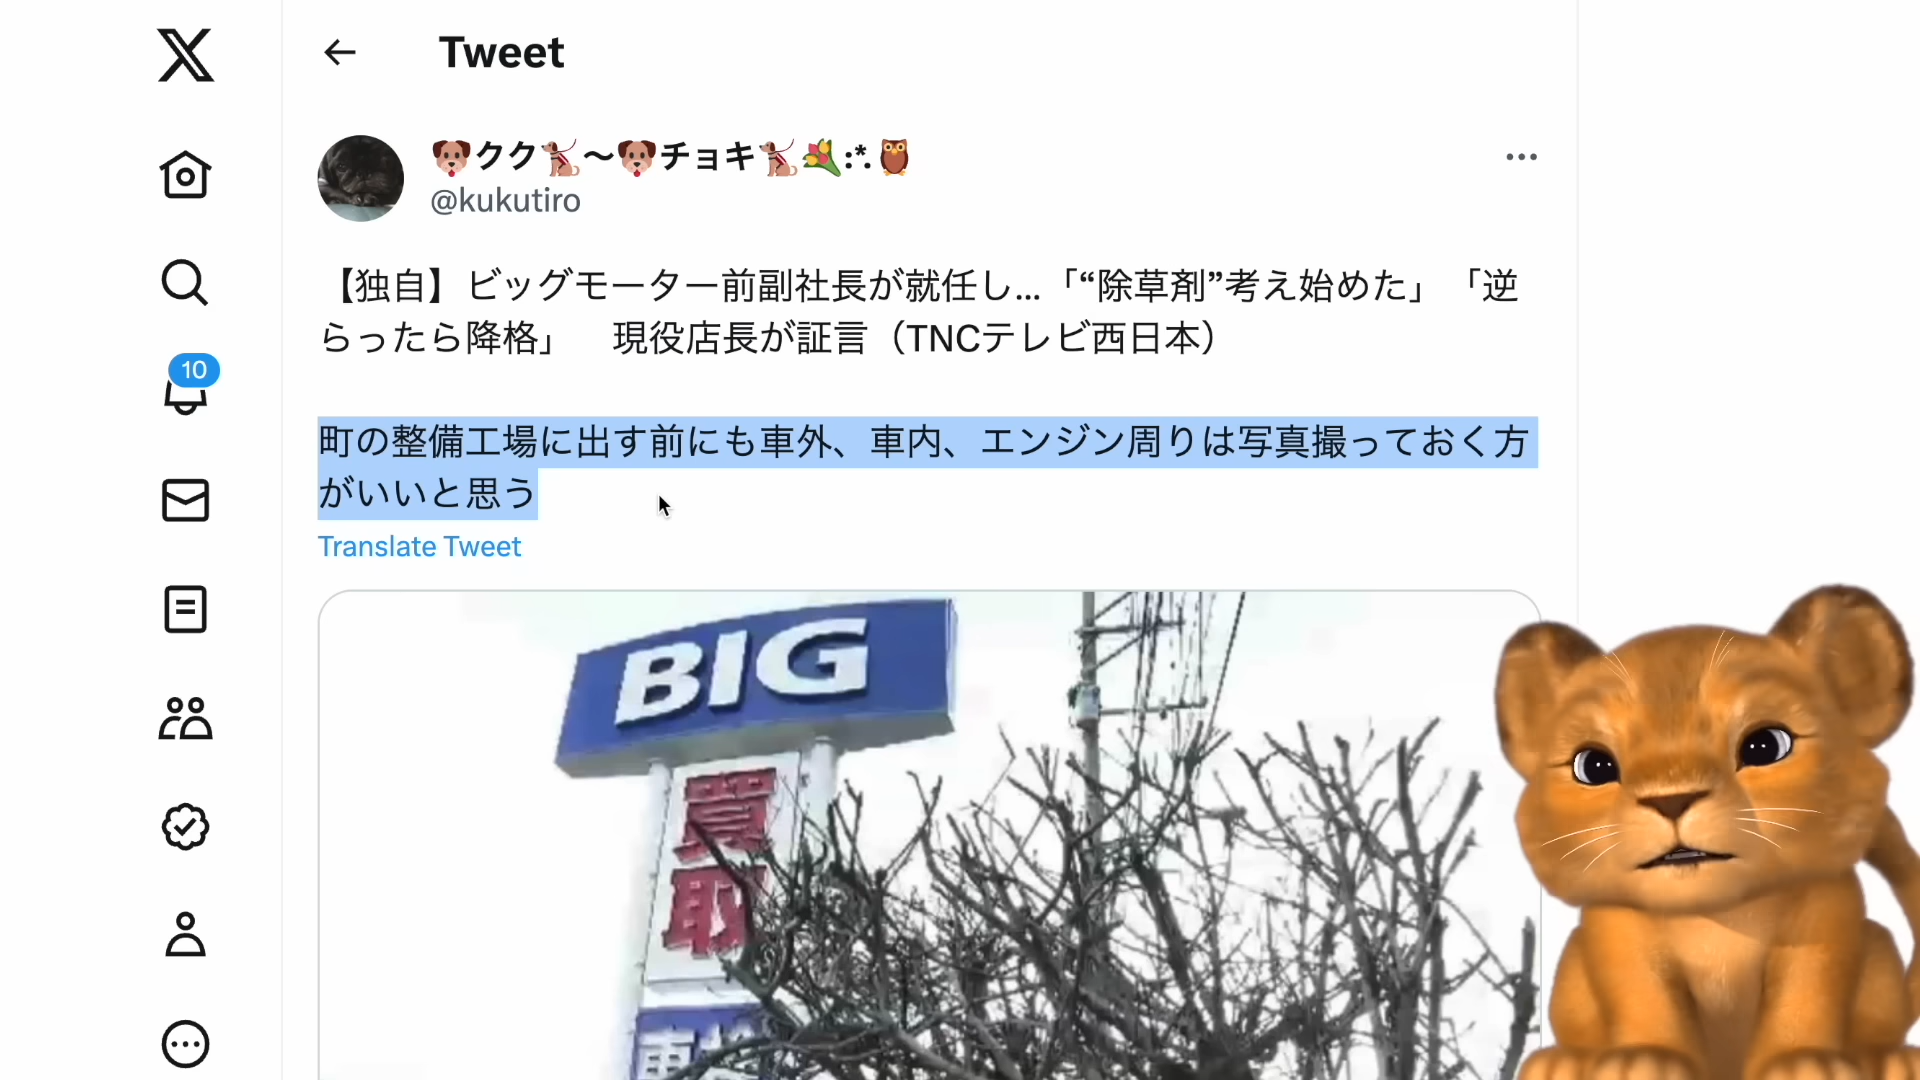 Tweet
🐶クク🐕‍🦺〜🐶チョキ🐕‍🦺💐:*.🦉
@kukutiro
【独自】ビッグモーター前副社長が就任し...「“除草剤”考え始めた」「逆
らったら降格」　現役店長が証言（TNCテレビ西日本）
10
町の整備工場に出す前にも車外、車内、エンジン周りは写真撮っておく方
がいいと思う
Translate Tweet
BIG
買
取
車